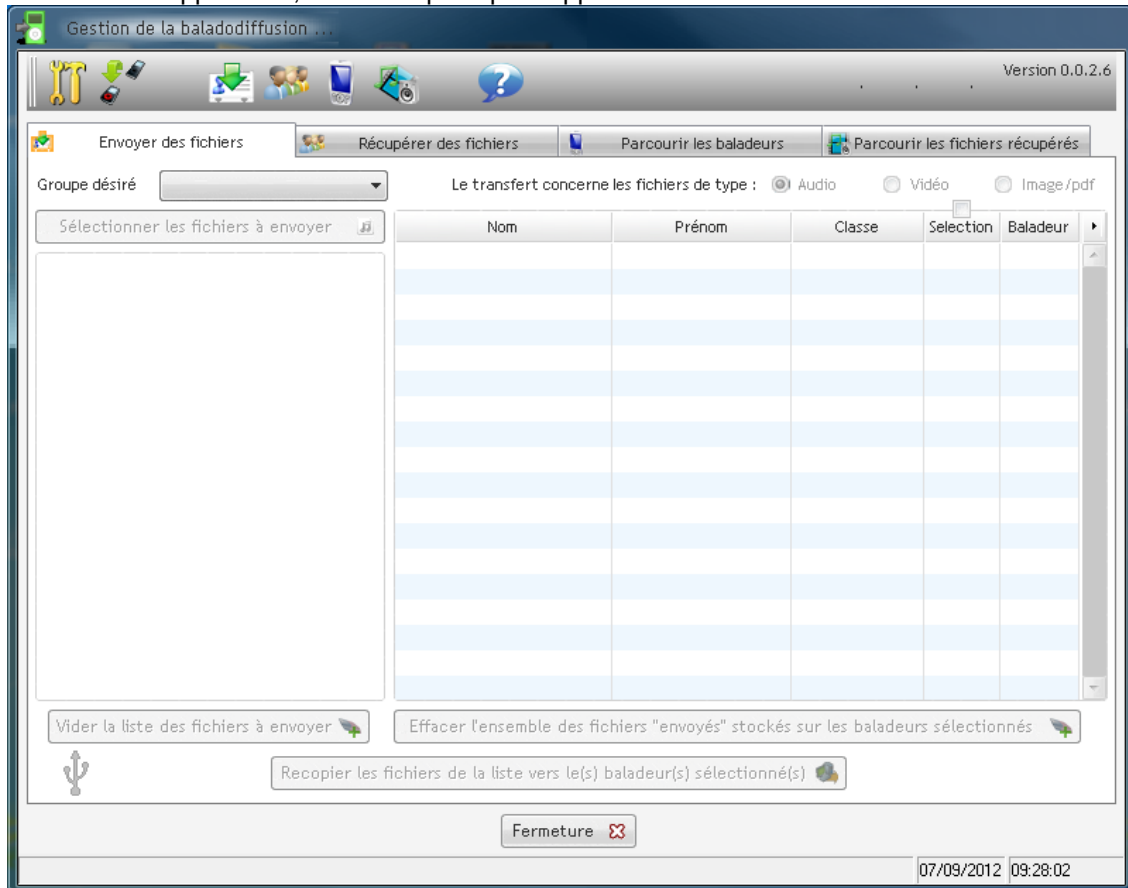 Gestion de la baladodiffusion ...
Version 0.0.2.6
Envoyer des fichiers
Récupérer des fichiers
Parcourir les baladeurs
Parcourir les fichiers récupérés
Groupe désiré
Le transfert concerne les fichiers de type :
Audio
Vidéo
Image/pdf
Sélectionner les fichiers à envoyer
Nom
Prénom
Classe
Selection
Baladeur
Vider la liste des fichiers à envoyer
Effacer l'ensemble des fichiers "envoyés" stockés sur les baladeurs sélectionnés
Recopier les fichiers de la liste vers le(s) baladeur(s) sélectionné(s)
Fermeture
07/09/2012
09:28:02